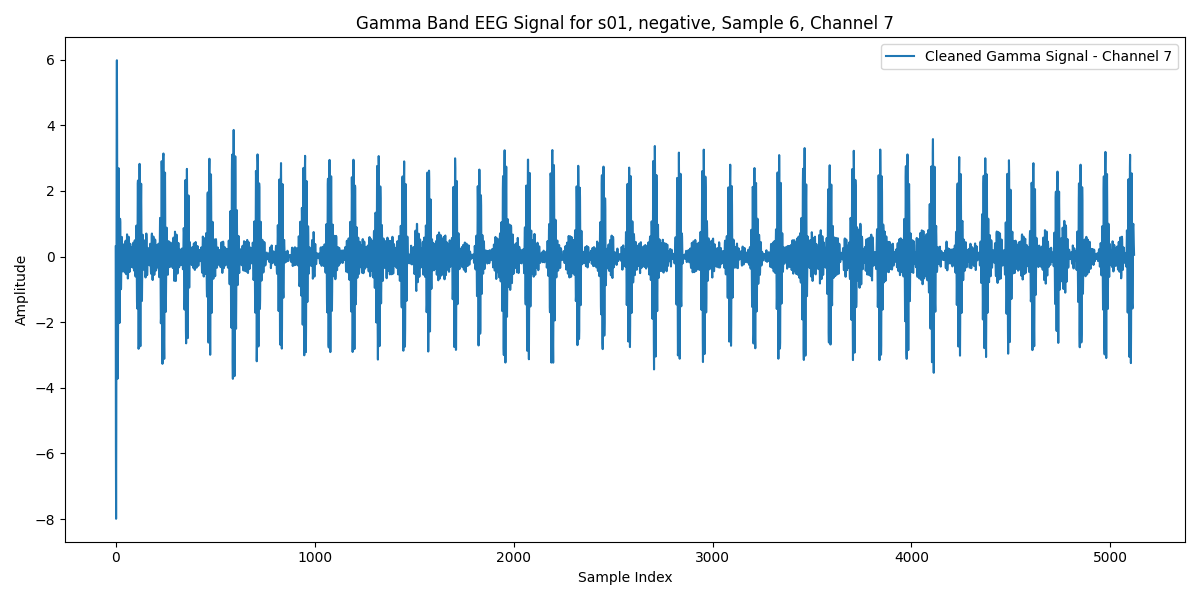 Gamma Band EEG Signal for s01, negative, Sample 6, Channel 7
Cleaned Gamma Signal - Channel 7
6
4
2
0
−2
−4
−6
−8
Amplitude
0 1000 2000 3000 4000 5000
Sample Index